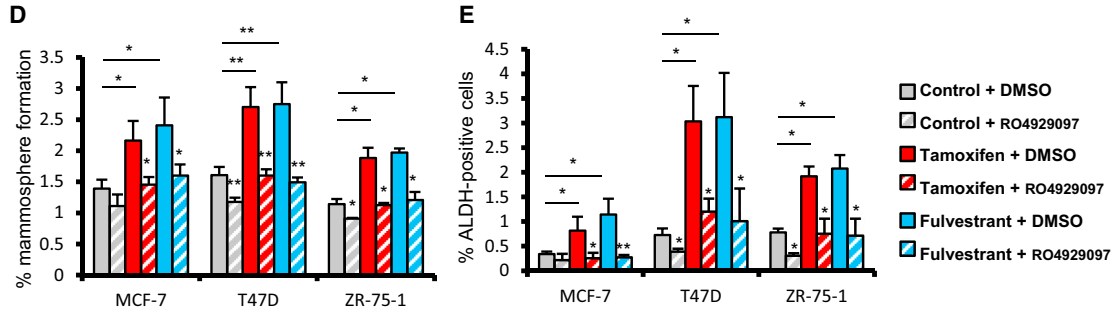 D
% mammosphere formation
3.5
3
2.5
2
1.5
1
0.5
0
* * * *
** ** ** ** **
* * * * *
MCF-7 T47D ZR-75-1
E
% ALDH-positive cells
4.5
4
3.5
3
2.5
2
1.5
1
0.5
0
* * * **
* * * * *
* * * * *
MCF-7 T47D ZR-75-1
Control + DMSO
Control + RO4929097
Tamoxifen + DMSO
Tamoxifen + RO4929097
Fulvestrant + DMSO
Fulvestrant + RO4929097